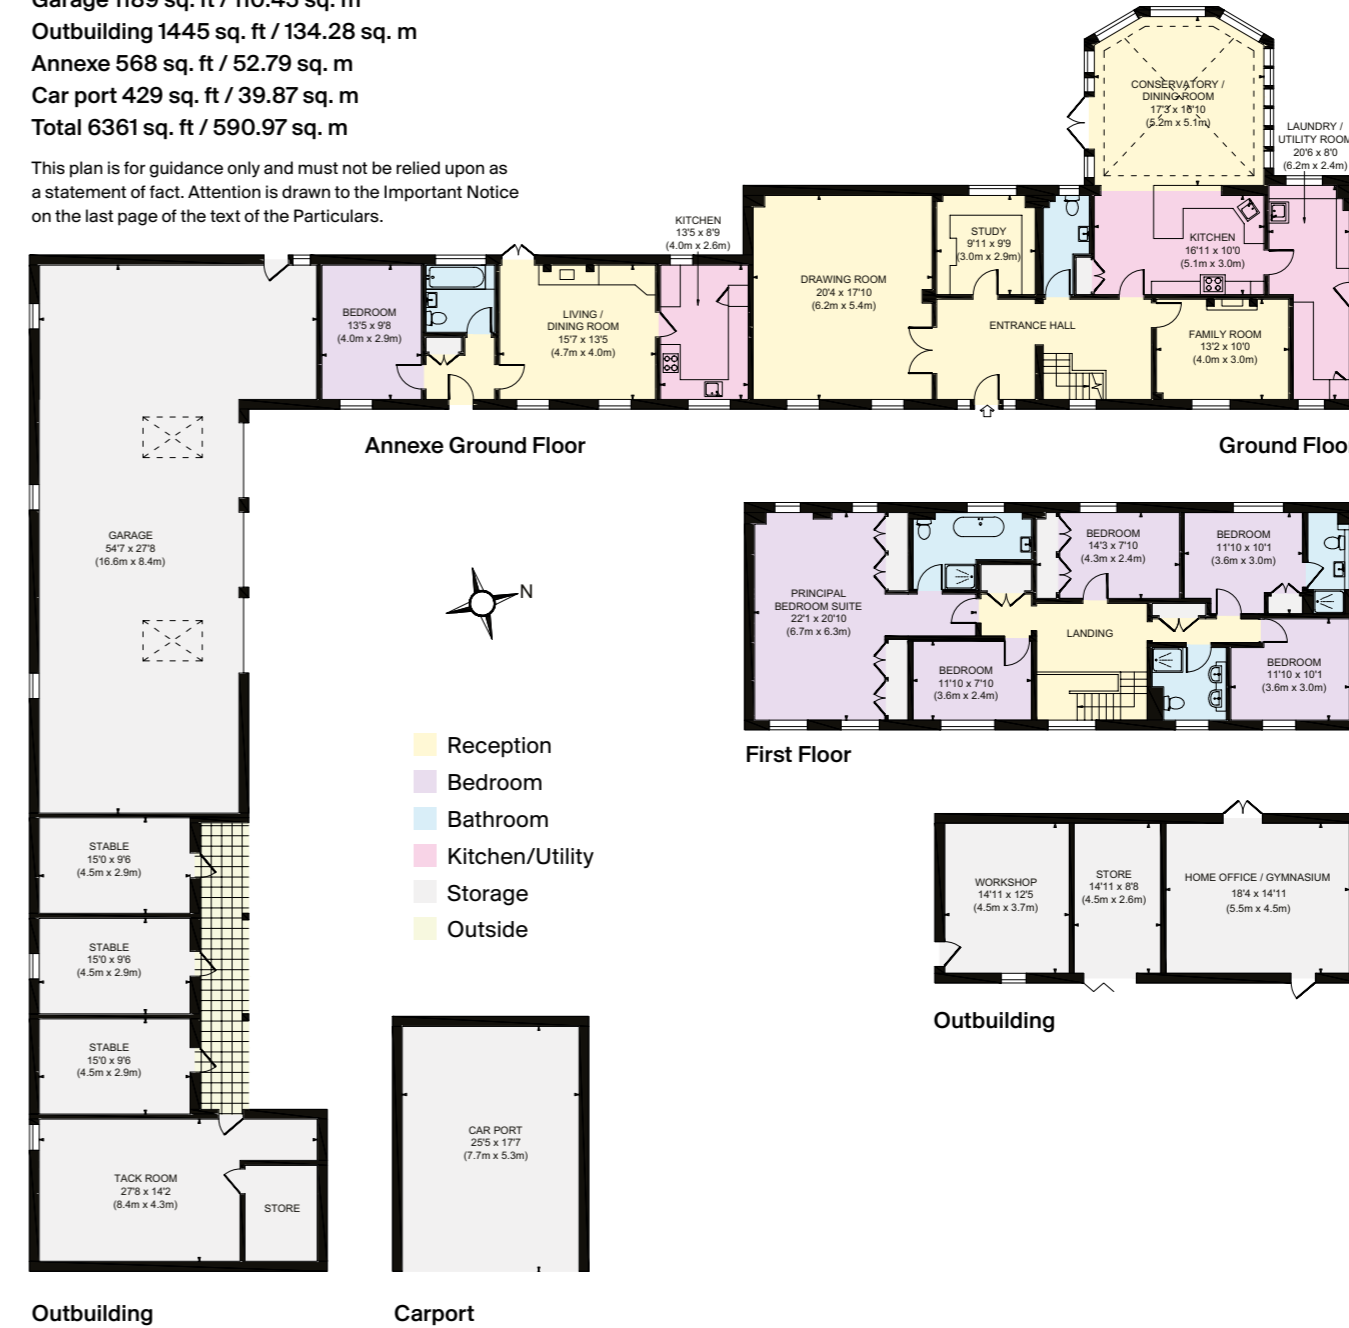 Garage 1189 sq. ft / 110.45 sq. m
Outbuilding 1445 sq. ft / 134.28 sq. m
Annexe 568 sq. ft / 52.79 sq. m
Car port 429 sq. ft / 39.87 sq. m
Total 6361 sq. ft / 590.97 sq. m
This plan is for guidance only and must not be relied upon as
a statement of fact. Attention is drawn to the Important Notice
on the last page of the text of the Particulars.
CONSERVATORY /
DINING ROOM
17'3 x 16'10
(5.2m x 5.1m)
LAUNDRY /
UTILITY ROOM
20'6 x 8'0
(6.2m x 2.4m)
KITCHEN
13'5 x 8'9
(4.0m x 2.6m)
STUDY
9'11 x 9'9
(3.0m x 2.9m)
KITCHEN
16'11 x 10'0
(5.1m x 3.0m)
DRAWING ROOM
20'4 x 17'10
(6.2m x 5.4m)
BEDROOM
13'5 x 9'8
(4.0m x 2.9m)
LIVING /
DINING ROOM
15'7 x 13'5
(4.7m x 4.0m)
ENTRANCE HALL
FAMILY ROOM
13'2 x 10'0
(4.0m x 3.0m)
Annexe Ground Floor
Ground Floor
GARAGE
54'7 x 27'8
(16.6m x 8.4m)
N
BEDROOM
14'3 x 7'10
(4.3m x 2.4m)
BEDROOM
11'10 x 10'1
(3.6m x 3.0m)
PRINCIPAL
BEDROOM SUITE
22'1 x 20'10
(6.7m x 6.3m)
LANDING
BEDROOM
11'10 x 7'10
(3.6m x 2.4m)
BEDROOM
11'10 x 10'1
(3.6m x 3.0m)
First Floor
Reception
Bedroom
Bathroom
Kitchen/Utility
Storage
Outside
STABLE
15'0 x 9'6
(4.5m x 2.9m)
STABLE
15'0 x 9'6
(4.5m x 2.9m)
STABLE
15'0 x 9'6
(4.5m x 2.9m)
WORKSHOP
14'11 x 12'5
(4.5m x 3.7m)
STORE
14'11 x 8'8
(4.5m x 2.6m)
HOME OFFICE / GYMNASIUM
18'4 x 14'11
(5.5m x 4.5m)
Outbuilding
CAR PORT
25'5 x 17'7
(7.7m x 5.3m)
TACK ROOM
27'8 x 14'2
(8.4m x 4.3m)
STORE
Outbuilding
Carport